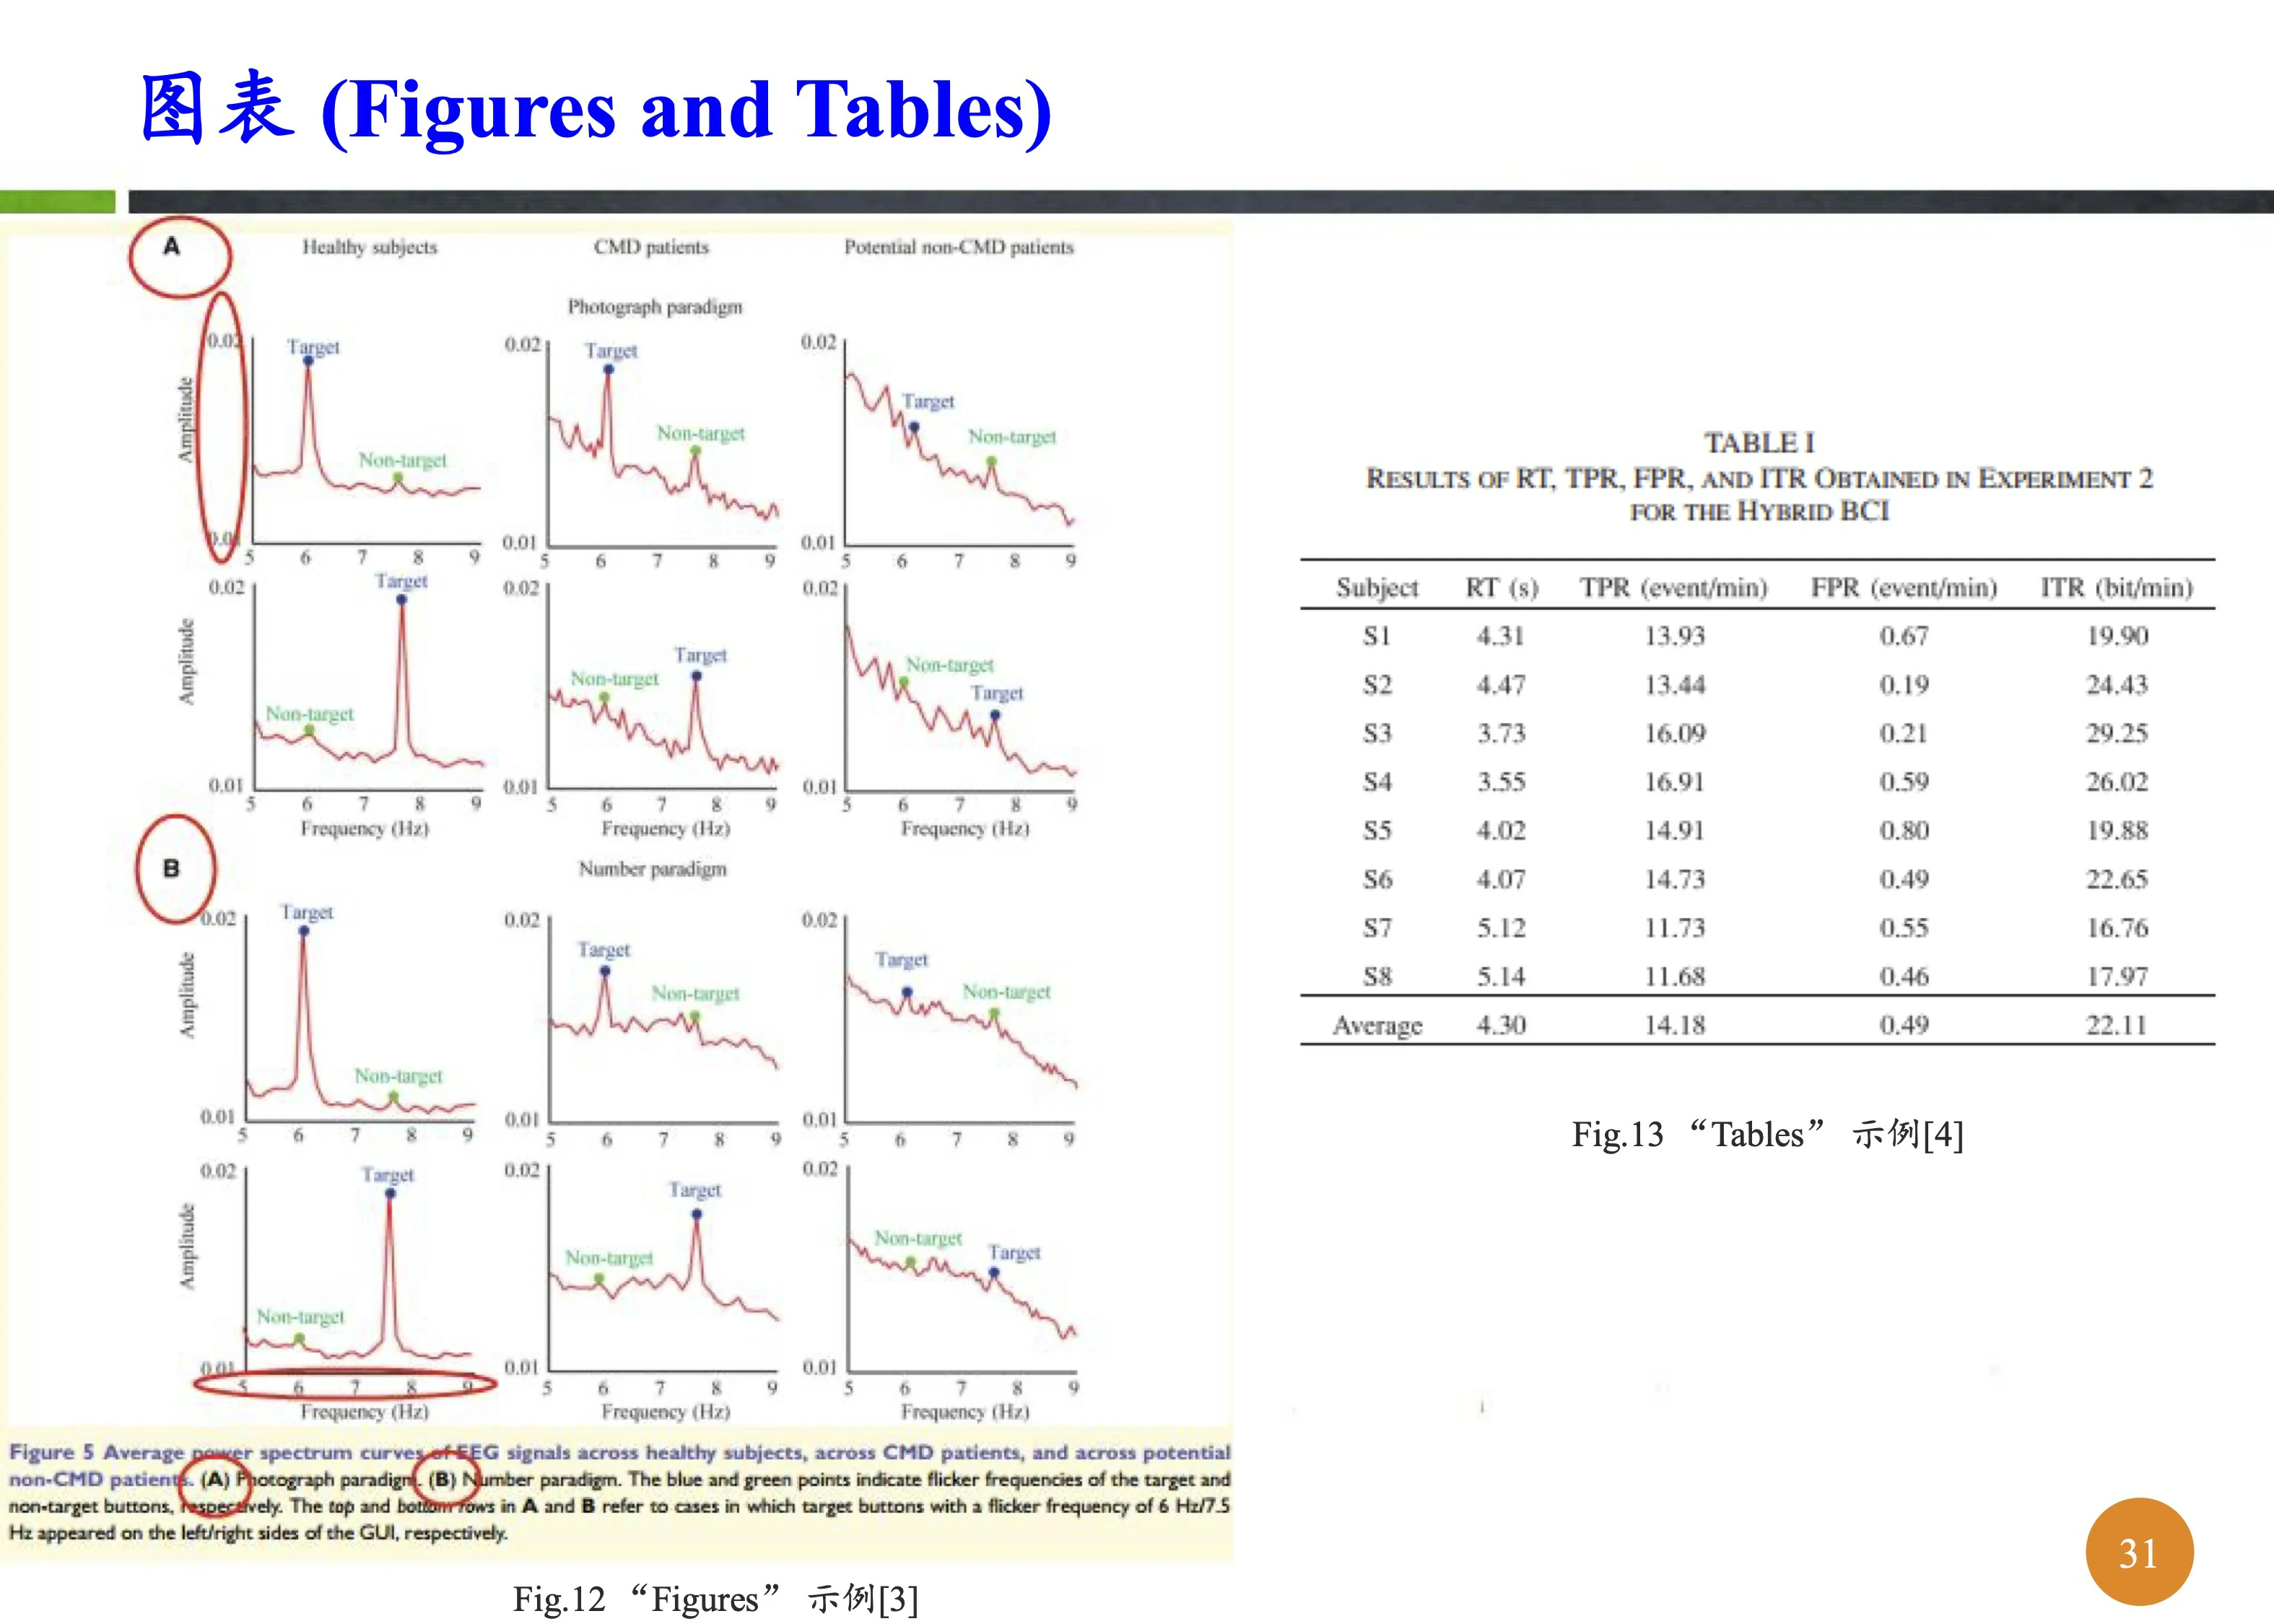 图表 (Figures and Tables)
A
Healthy subjects
CMD patients
Potential non-CMD patients
Photograph paradigm
Amplitude
0.02
Target
Non-target
5 6 7 8 9
0.02
Target
Non-target
0.01
5 6 7 8 9
0.02
Target
Non-target
0.01
5 6 7 8 9
Amplitude
0.02
Target
Non-target
0.01
5 6 7 8 9
Frequency (Hz)
0.02
Non-target
Target
0.01
5 6 7 8 9
Frequency (Hz)
0.02
Non-target
Target
0.01
5 6 7 8 9
Frequency (Hz)
B
Number paradigm
Amplitude
0.02
Target
Non-target
0.01
5 6 7 8 9
0.02
Target
Non-target
0.01
5 6 7 8 9
0.02
Target
Non-target
0.01
5 6 7 8 9
Amplitude
0.02
Target
Non-target
0.01
5 6 7 8 9
Frequency (Hz)
0.02
Target
Non-target
0.01
5 6 7 8 9
Frequency (Hz)
0.02
Non-target
Target
0.01
5 6 7 8 9
Frequency (Hz)
Figure 5 Average power spectrum curves of EEG signals across healthy subjects, across CMD patients, and across potential
non-CMD patients. (A) Photograph paradigm. (B) Number paradigm. The blue and green points indicate flicker frequencies of the target and
non-target buttons, respectively. The top and bottom rows in A and B refer to cases in which target buttons with a flicker frequency of 6 Hz/7.5
Hz appeared on the left/right sides of the GUI, respectively.
Fig.12 “Figures” 示例[3]
TABLE I
RESULTS OF RT, TPR, FPR, AND ITR OBTAINED IN EXPERIMENT 2
FOR THE HYBRID BCI
Subject RT (s) TPR (event/min) FPR (event/min) ITR (bit/min)
S1 4.31 13.93 0.67 19.90
S2 4.47 13.44 0.19 24.43
S3 3.73 16.09 0.21 29.25
S4 3.55 16.91 0.59 26.02
S5 4.02 14.91 0.80 19.88
S6 4.07 14.73 0.49 22.65
S7 5.12 11.73 0.55 16.76
S8 5.14 11.68 0.46 17.97
Average 4.30 14.18 0.49 22.11
Fig.13 “Tables” 示例[4]
31